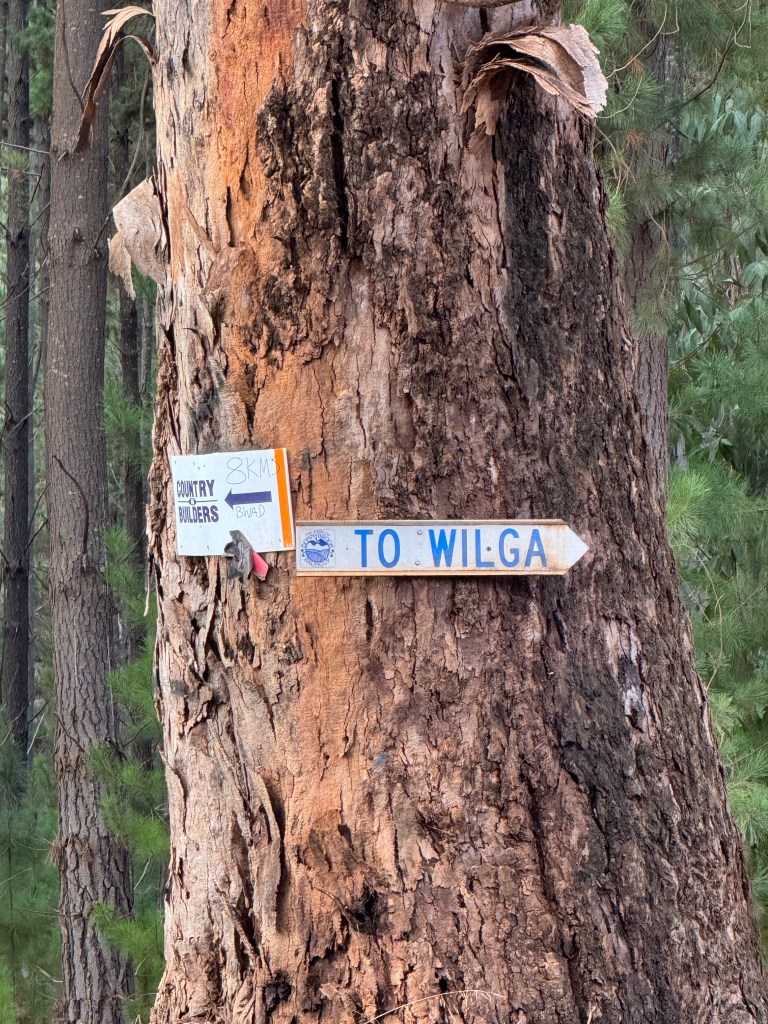 8KMS
COUNTRY
BUILDERS
BWAD
TO WILGA